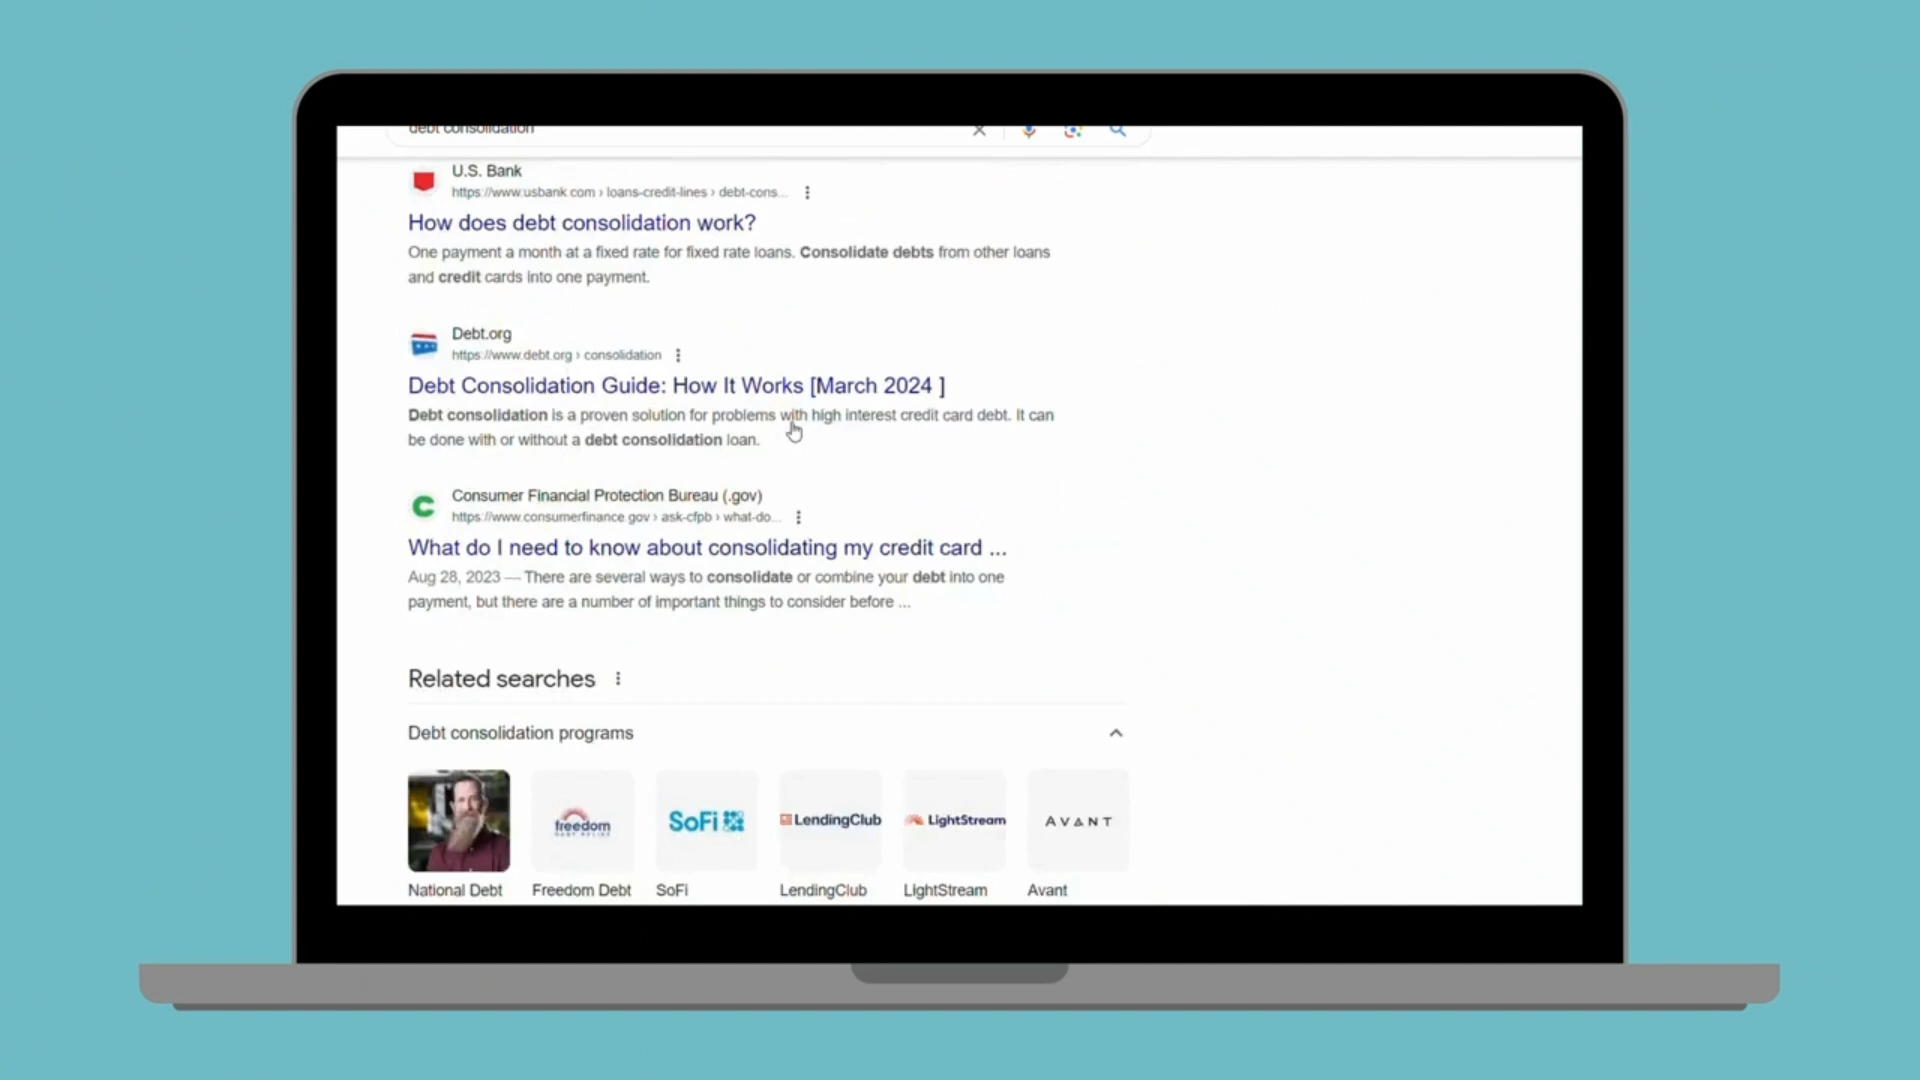 debt consolidation
U.S. Bank
https://www.usbank.com › loans-credit-lines › debt-cons...
How does debt consolidation work?
One payment a month at a fixed rate for fixed rate loans. Consolidate debts from other loans
and credit cards into one payment.
Debt.org
https://www.debt.org › consolidation
Debt Consolidation Guide: How It Works [March 2024 ]
Debt consolidation is a proven solution for problems with high interest credit card debt. It can
be done with or without a debt consolidation loan.
Consumer Financial Protection Bureau (.gov)
https://www.consumerfinance.gov › ask-cfpb › what-do...
What do I need to know about consolidating my credit card ...
Aug 28, 2023 — There are several ways to consolidate or combine your debt into one
payment, but there are a number of important things to consider before ...
Related searches
Debt consolidation programs
freedom
DEBT RELIEF
SoFi
LendingClub
LightStream
AVANT
National Debt
Freedom Debt
SoFi
LendingClub
LightStream
Avant